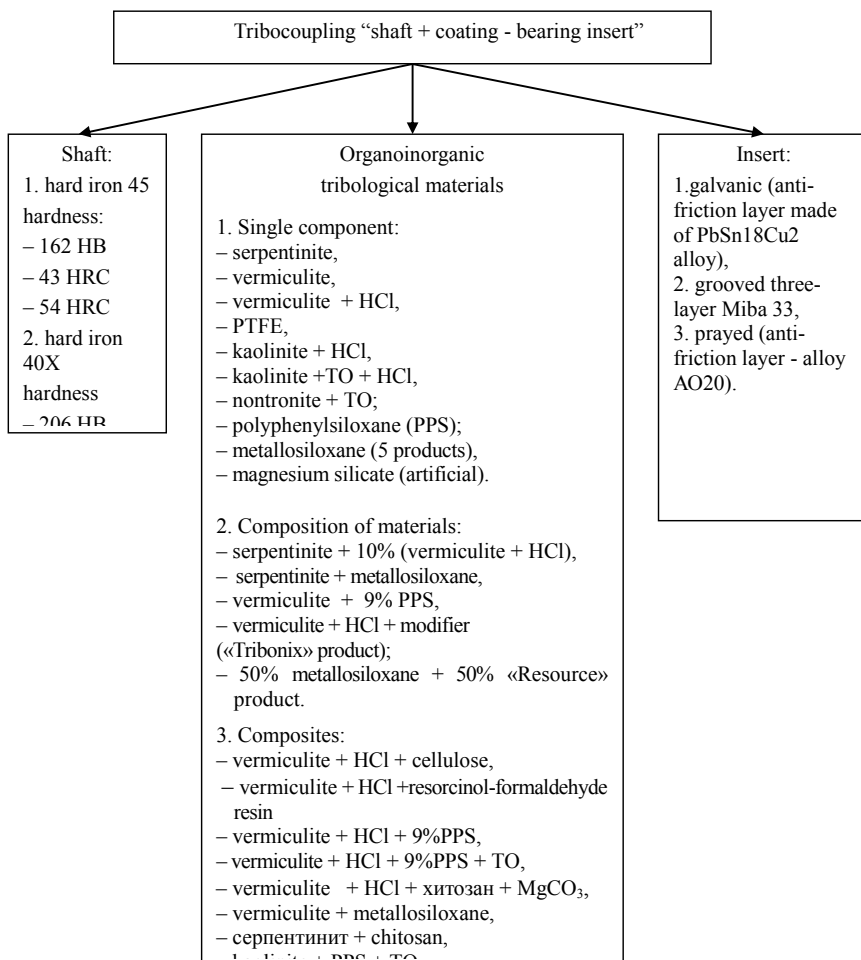 Tribocoupling “shaft + coating - bearing insert”
Shaft:
1. hard iron 45
hardness:
– 162 HB
– 43 HRC
– 54 HRC
2. hard iron
40X
hardness
– 206 HB
Organoinorganic
tribological materials
1. Single component:
– serpentinite,
– vermiculite,
– vermiculite + HCl,
– PTFE,
– kaolinite + HCl,
– kaolinite +TO + HCl,
– nontronite + TO;
– polyphenylsiloxane (PPS);
– metallosiloxane (5 products),
– magnesium silicate (artificial).
2. Composition of materials:
– serpentinite + 10% (vermiculite + HCl),
– serpentinite + metallosiloxane,
– vermiculite + 9% PPS,
– vermiculite + HCl + modifier
(«Tribonix» product);
– 50% metallosiloxane + 50% «Resource»
product.
3. Composites:
– vermiculite + HCl + cellulose,
– vermiculite + HCl +resorcinol-formaldehyde
resin
– vermiculite + HCl + 9%PPS,
– vermiculite + HCl + 9%PPS + TO,
– vermiculite + HCl + хитозан + MgCO₃,
– vermiculite + metallosiloxane,
– серпентинит + chitosan,
– kaolinite + PPS + TO
Insert:
1.galvanic (anti-
friction layer made
of PbSn18Cu2
alloy),
2. grooved three-
layer Miba 33,
3. prayed (anti-
friction layer - alloy
AO20).